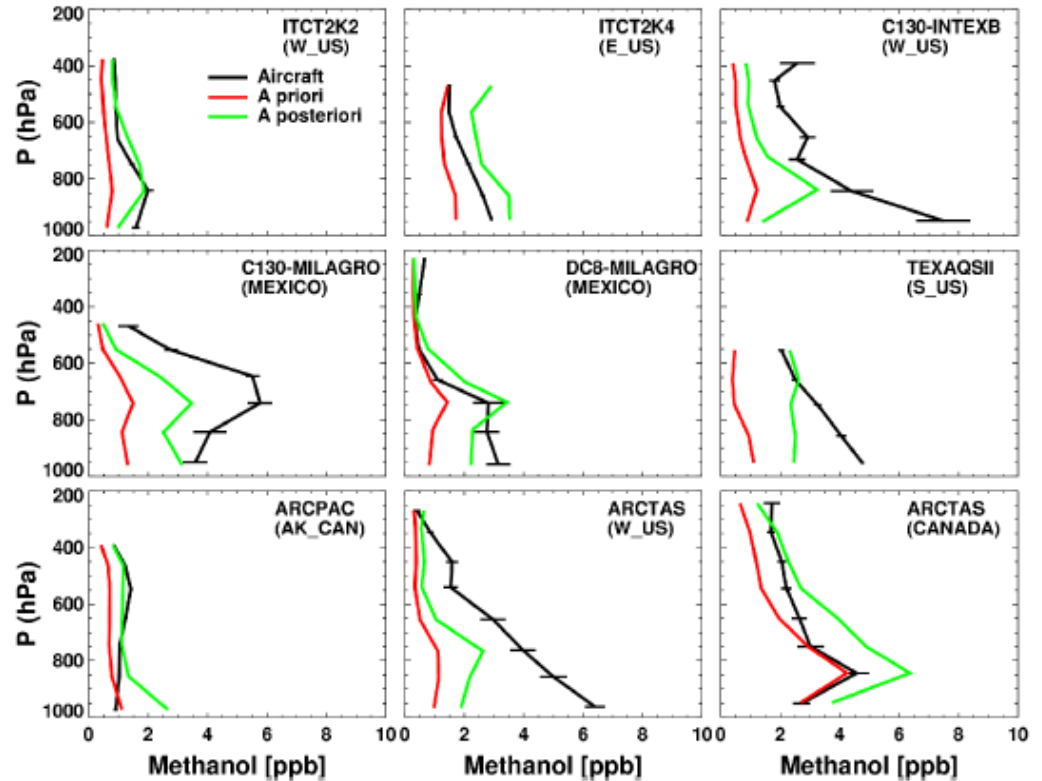 ITCT2K2
(W_US)
Aircraft
A priori
A posteriori
ITCT2K4
(E_US)
C130-INTEXB
(W_US)
P (hPa)
200
400
600
800
1000
C130-MILAGRO
(MEXICO)
DC8-MILAGRO
(MEXICO)
TEXAQSII
(S_US)
P (hPa)
200
400
600
800
1000
ARCPAC
(AK_CAN)
ARCTAS
(W_US)
ARCTAS
(CANADA)
P (hPa)
200
400
600
800
1000
0 2 4 6 8 10
0 2 4 6 8 10
0 2 4 6 8 10
Methanol [ppb]
Methanol [ppb]
Methanol [ppb]